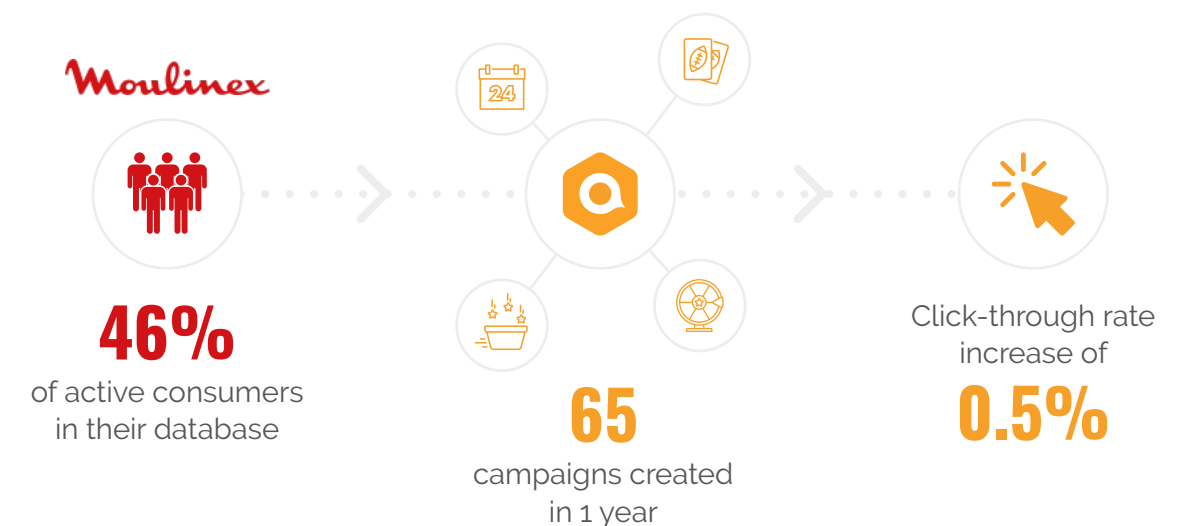 Moulinex
24
46%
of active consumers
in their database
65
campaigns created
in 1 year
Click-through rate
increase of
0.5%